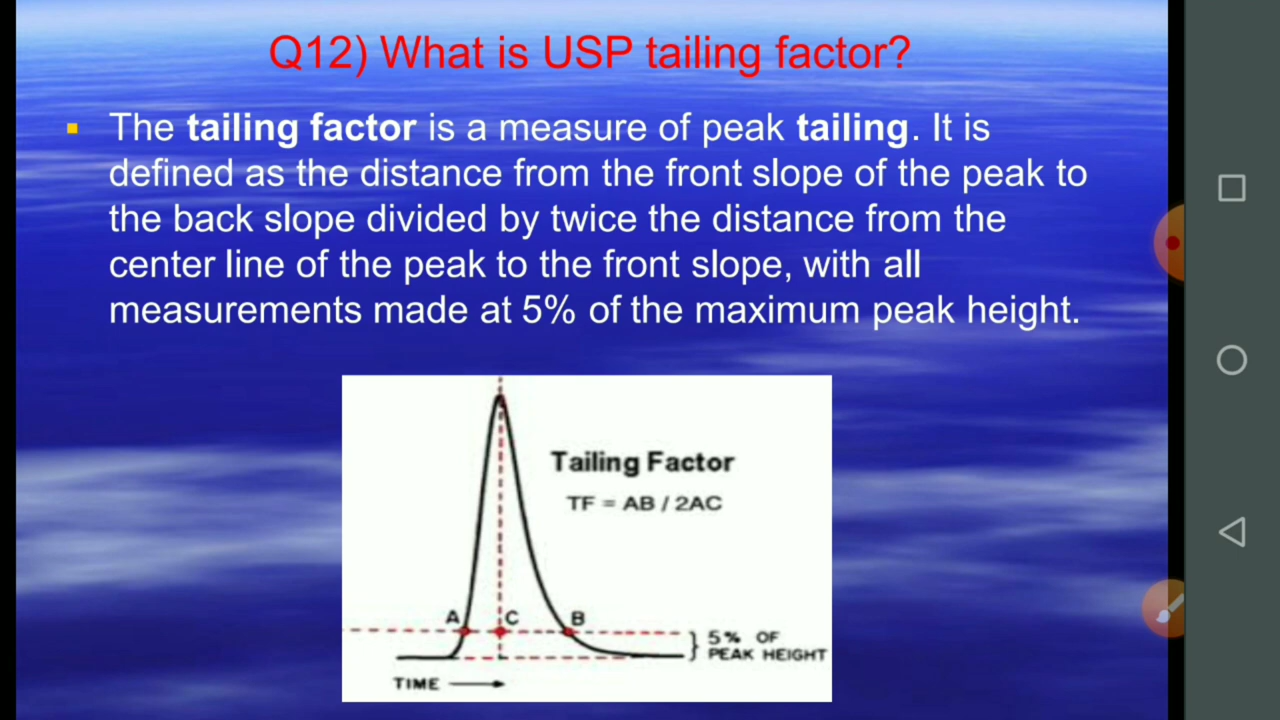 Q12) What is USP tailing factor?
The tailing factor is a measure of peak tailing. It is
defined as the distance from the front slope of the peak to
the back slope divided by twice the distance from the
center line of the peak to the front slope, with all
measurements made at 5% of the maximum peak height.
Tailing Factor
TF = AB / 2AC
A C B
5% OF
PEAK HEIGHT
TIME